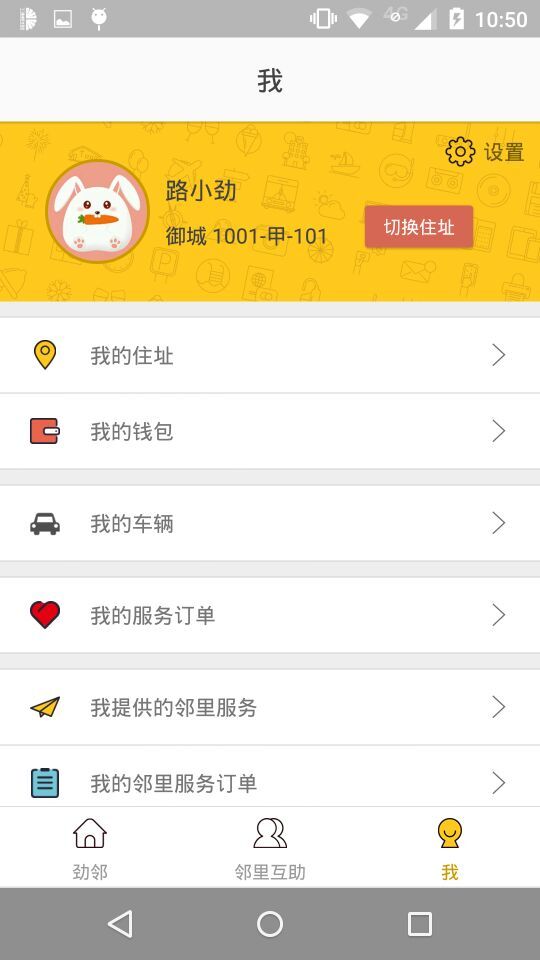 10:50
我
设置
路小劲
御城 1001-甲-101
切换住址
我的住址
我的钱包
我的车辆
我的服务订单
我提供的邻里服务
我的邻里服务订单
劲邻
邻里互助
我